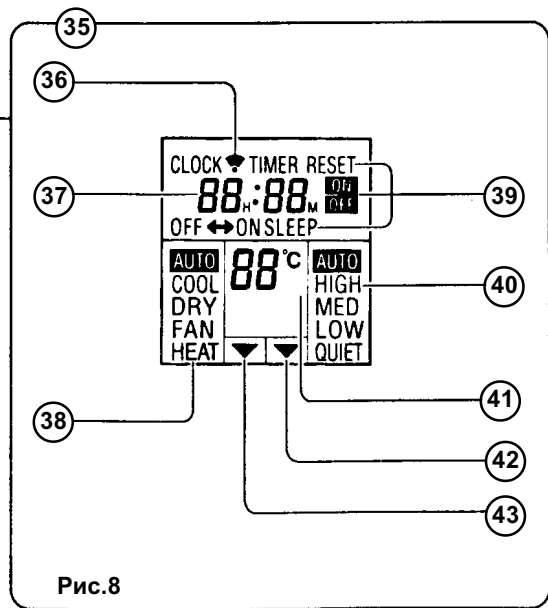 35
36
CLOCK TIMER RESET
37
88H:88M ON OFF
39
OFF ↔ ON SLEEP
AUTO 88°C AUTO
COOL HIGH
40
DRY MED
FAN LOW
HEAT QUIET
41
38
42
43
Рис.8